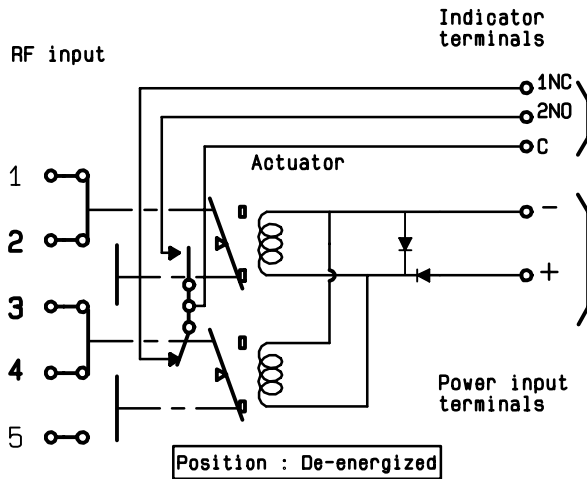 Indicator
terminals
RF input
1NC
2NO
C
Actuator
1
2
3
4
5
-
+
Power input
terminals
Position : De-energized